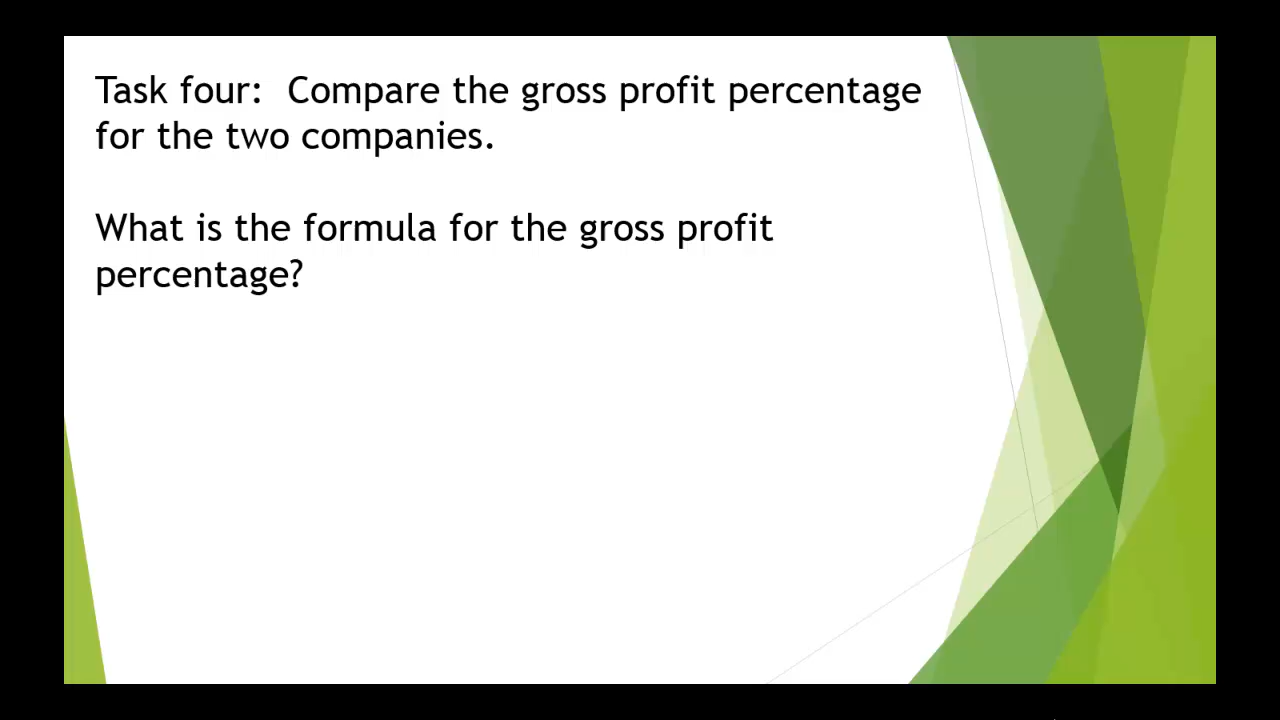 Task four:  Compare the gross profit percentage
for the two companies.
What is the formula for the gross profit
percentage?